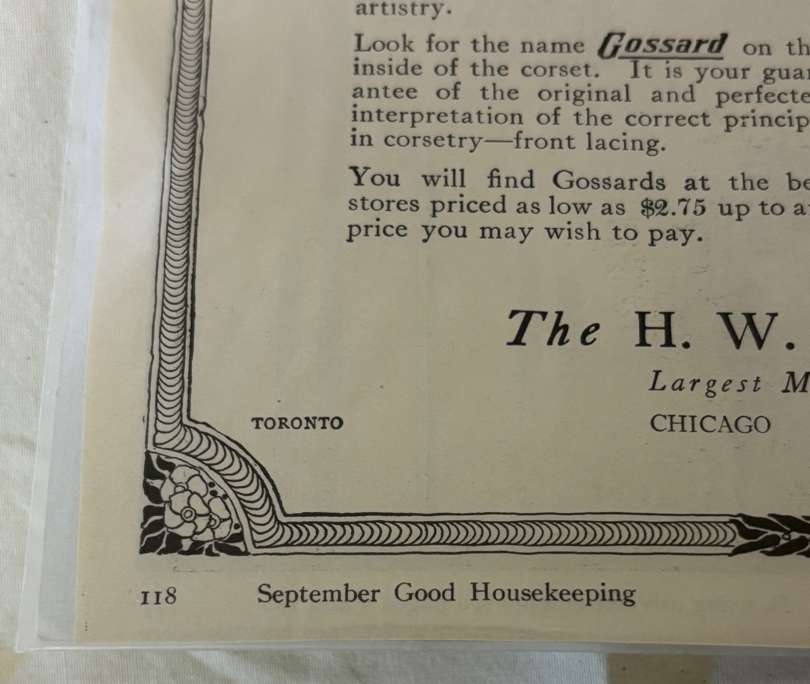 artistry.
Look for the name Gossard on th
inside of the corset. It is your guar
antee of the original and perfecte
interpretation of the correct princip
in corsetry—front lacing.
You will find Gossards at the be
stores priced as low as $2.75 up to a
price you may wish to pay.
The H. W.
Largest M
TORONTO CHICAGO
118 September Good Housekeeping